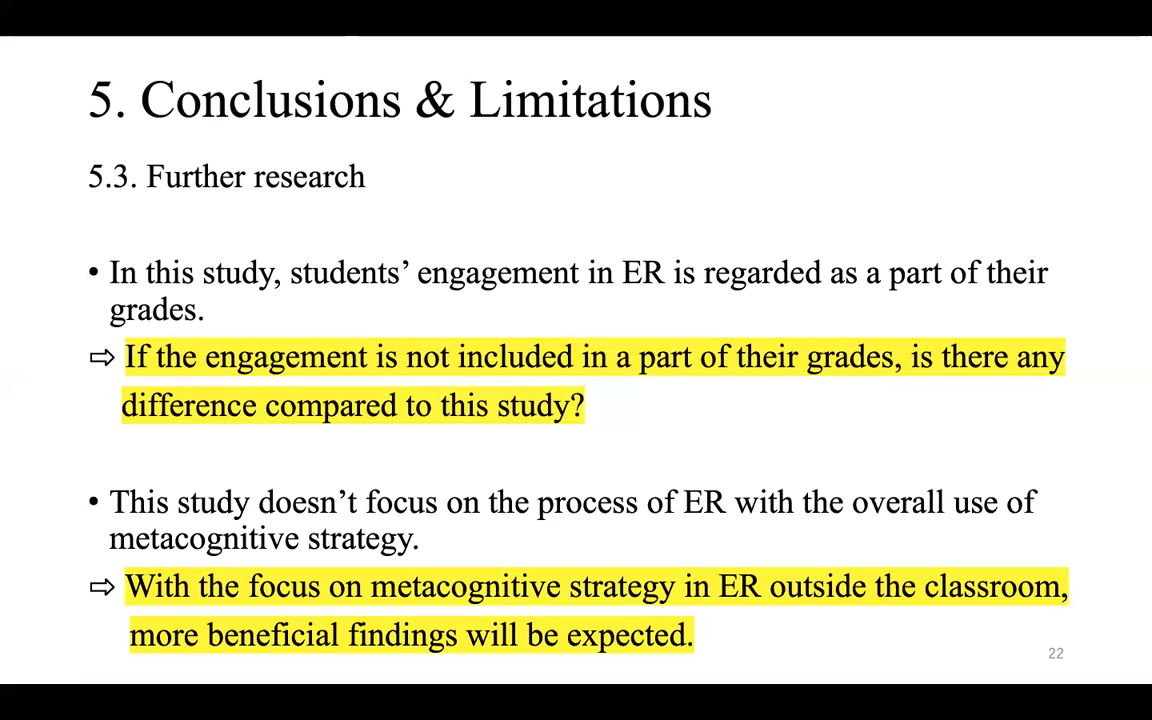 5. Conclusions & Limitations
5.3. Further research
• In this study, students’ engagement in ER is regarded as a part of their
grades.
⇨ If the engagement is not included in a part of their grades, is there any
difference compared to this study?
• This study doesn’t focus on the process of ER with the overall use of
metacognitive strategy.
⇨ With the focus on metacognitive strategy in ER outside the classroom,
more beneficial findings will be expected.
22